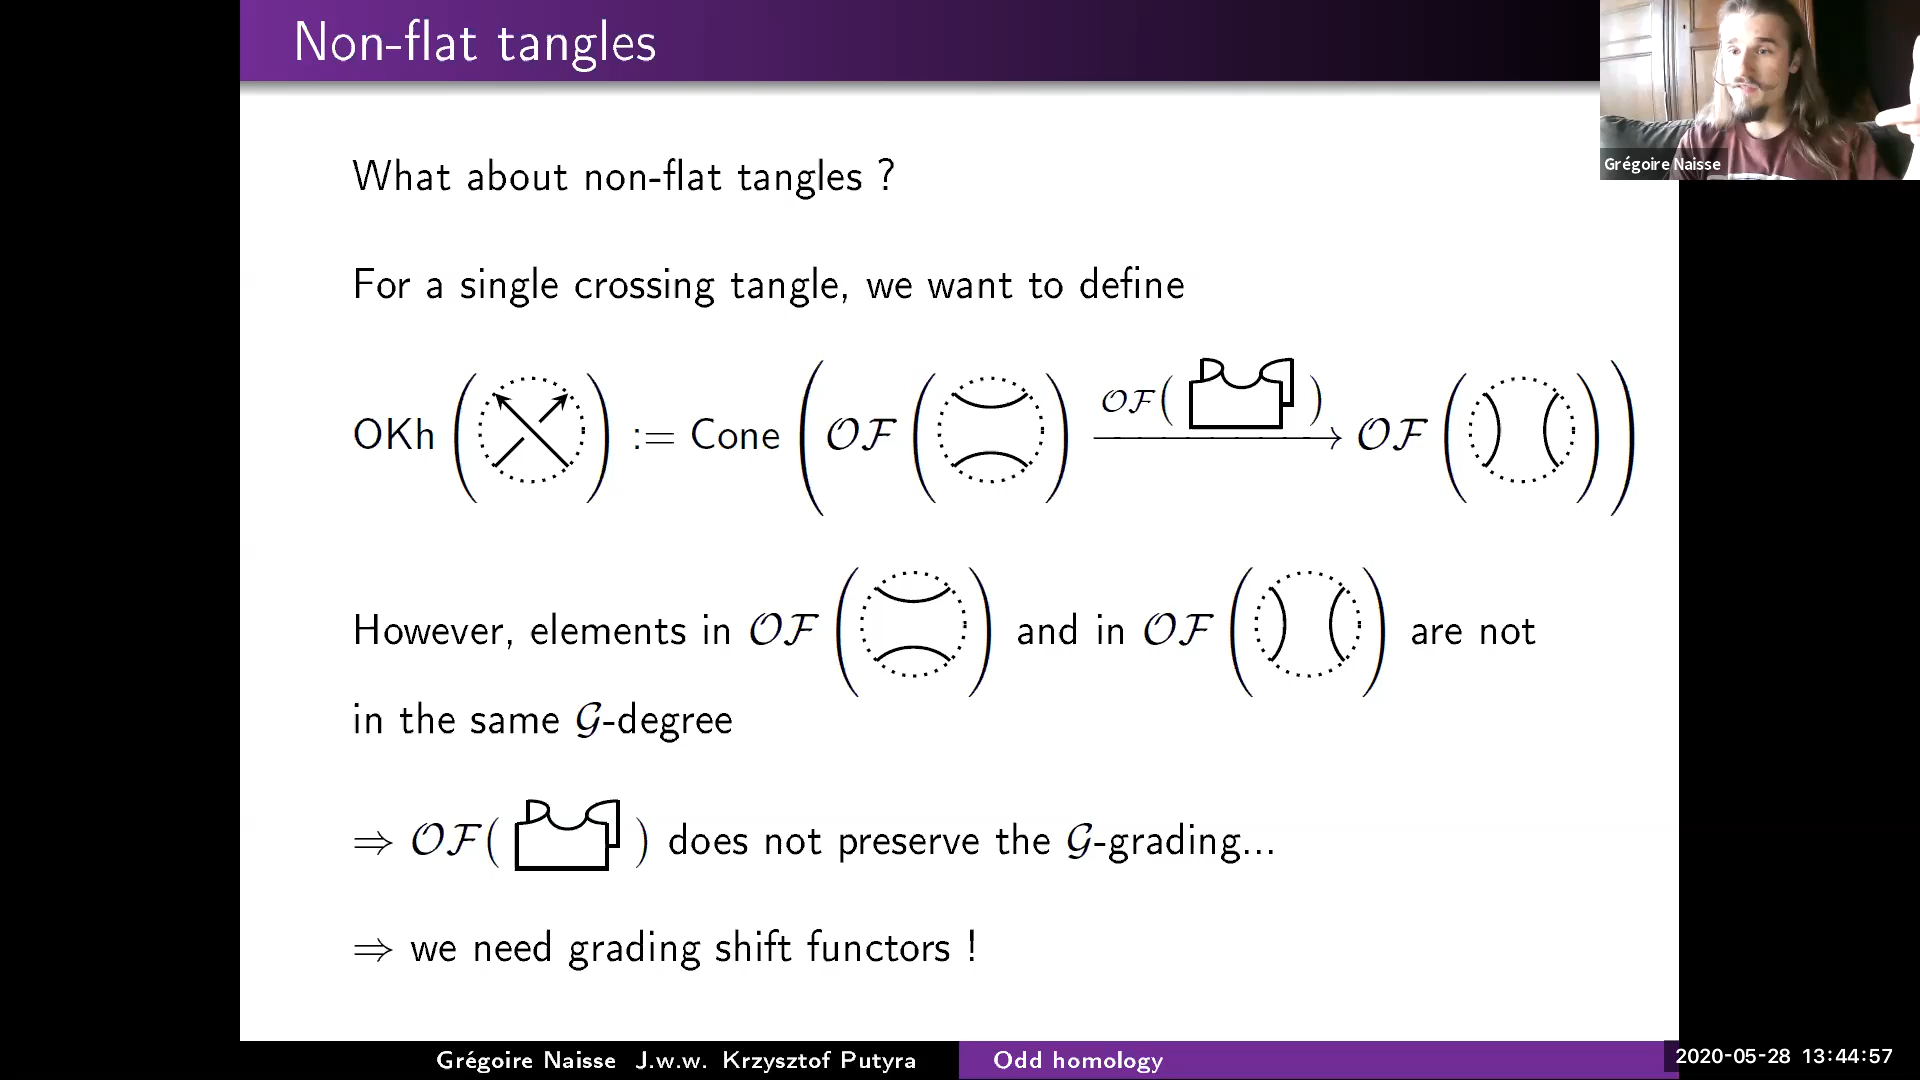 Non-flat tangles
Grégoire Naisse
What about non-flat tangles ?
For a single crossing tangle, we want to define
OKh ( ) := Cone ( OF ( ) OF( ) → OF ( ) )
However, elements in OF ( ) and in OF ( ) are not
in the same G-degree
⇒ OF( ) does not preserve the G-grading...
⇒ we need grading shift functors !
Grégoire Naisse J.w.w. Krzysztof Putyra
Odd homology
2020-05-28 13:44:57